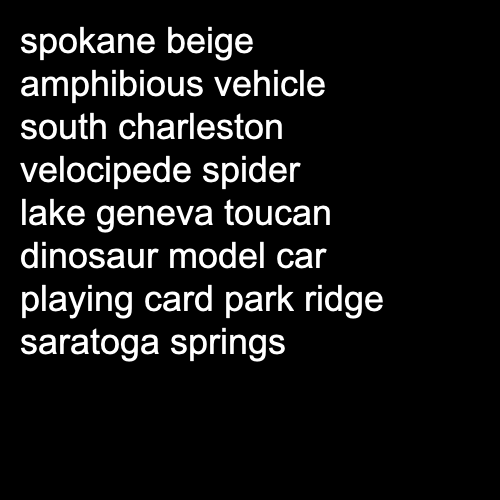 spokane beige
amphibious vehicle
south charleston
velocipede spider
lake geneva toucan
dinosaur model car
playing card park ridge
saratoga springs